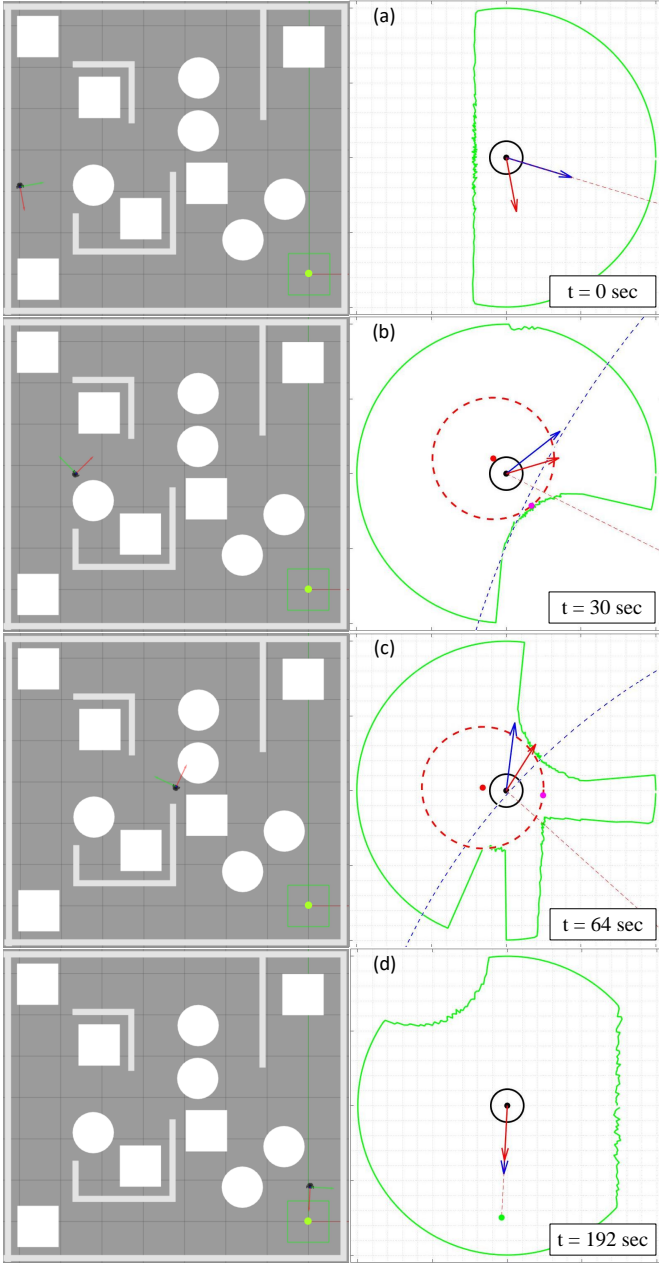 (a)
t = 0 sec
(b)
t = 30 sec
(c)
t = 64 sec
(d)
t = 192 sec